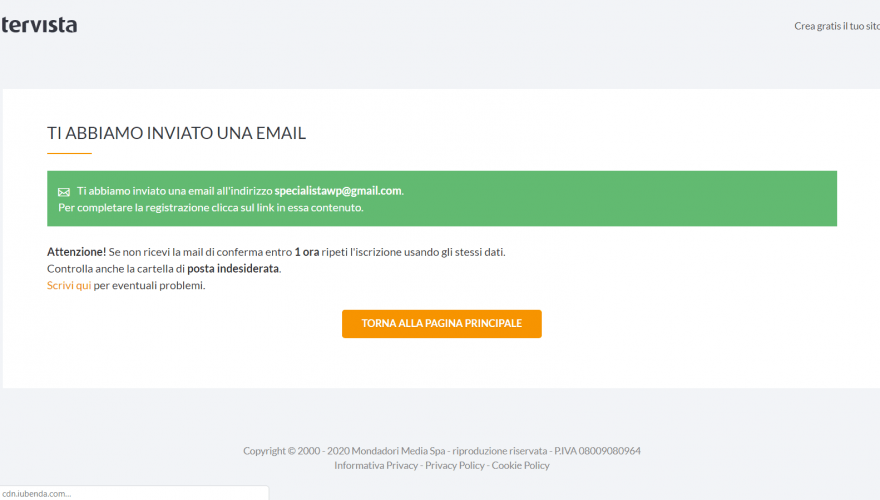 tervista
Crea gratis il tuo sito
TI ABBIAMO INVIATO UNA EMAIL
Ti abbiamo inviato una email all'indirizzo specialistawp@gmail.com.
Per completare la registrazione clicca sul link in essa contenuto.
Attenzione! Se non ricevi la mail di conferma entro 1 ora ripeti l'iscrizione usando gli stessi dati.
Controlla anche la cartella di posta indesiderata.
Scrivi qui per eventuali problemi.
TORNA ALLA PAGINA PRINCIPALE
Copyright © 2000 - 2020 Mondadori Media Spa - riproduzione riservata - P.IVA 08009080964
Informativa Privacy - Privacy Policy - Cookie Policy
cdn.iubenda.com...